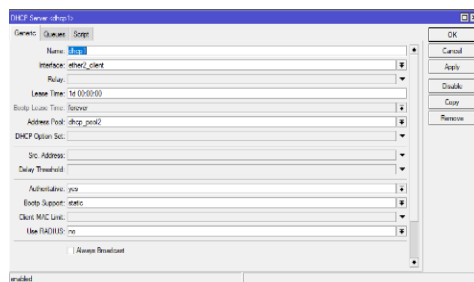 DHCP Server <dhcp1>
Generic Queues Script
Name: dhcp1
Interface: ether2_client
Relay:
Lease Time: 1d 00:00:00
Bootp Lease Time: forever
Address Pool: dhcp_pool2
DHCP Option Set:
Src. Address:
Delay Threshold:
Authoritative: yes
Bootp Support: static
Client MAC Limit:
Use RADIUS: no
Always Broadcast
enabled
OK
Cancel
Apply
Disable
Copy
Remove